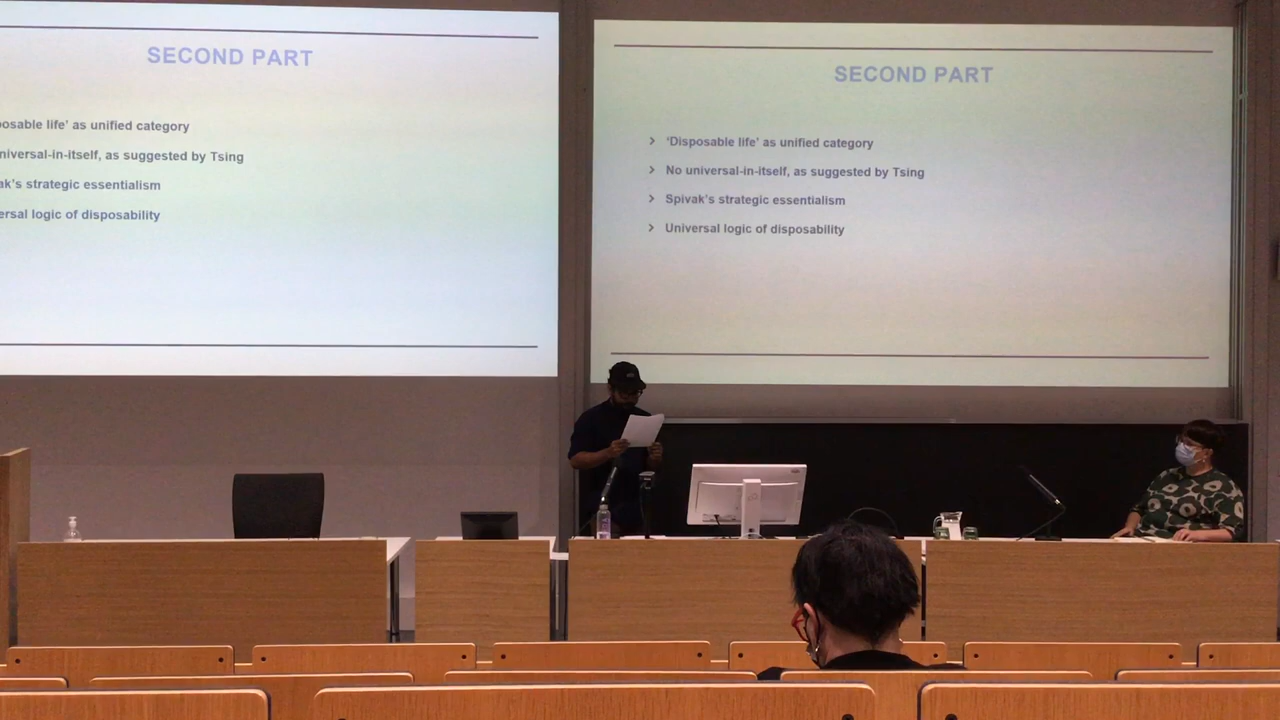 SECOND PART
posable life' as unified category
niversal-in-itself, as suggested by Tsing
ak's strategic essentialism
ersal logic of disposability
SECOND PART
'Disposable life' as unified category
No universal-in-itself, as suggested by Tsing
Spivak's strategic essentialism
Universal logic of disposability